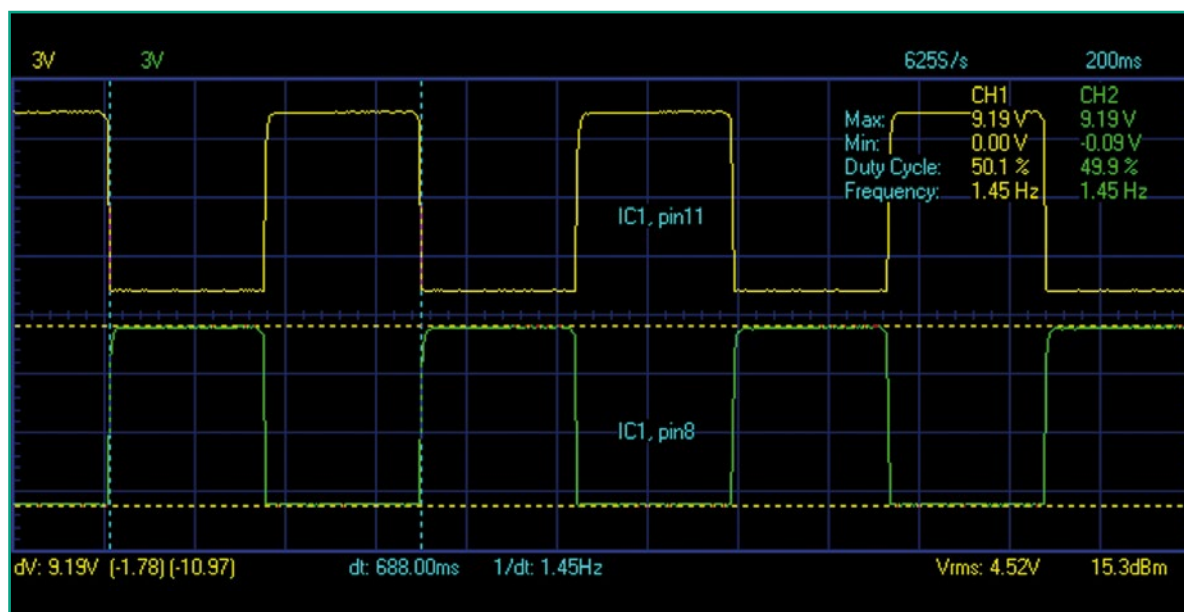 3V 3V 625S/s 200ms
CH1 CH2
Max: 9.19 V 9.19 V
Min: 0.00 V -0.09 V
Duty Cycle: 50.1 % 49.9 %
Frequency: 1.45 Hz 1.45 Hz
IC1, pin11
IC1, pin8
dV: 9.19V (-1.78) (-10.97) dt: 688.00ms 1/dt: 1.45Hz Vrms: 4.52V 15.3dBm